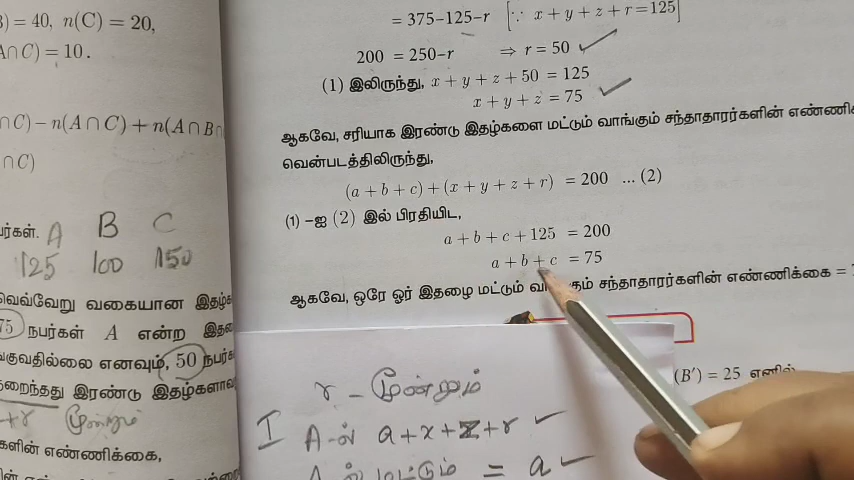 ) = 40, n(C) = 20,
∩C) = 10.
∩C) − n(A∩C) + n(A∩B∩
∩C)
ர்கள். A B C
125 100 150
வெவ்வேறு வகையான இதழ்
75 நபர்கள் A என்ற
யில்லை எனவும், 50 நபர்
இரண்டு இதழ்களா
+r மூன்றும்
களின் எண்ணிக்கை,
= 375−125−r [∵ x+y+z+r=125]
200 = 250−r ⇒ r = 50
(1) இலிருந்து, x + y + z + 50 = 125
x + y + z = 75
ஆகவே, சரியாக இரண்டு இதழ்களை மட்டும் வாங்கும் சந்தாதாரர்களின் எண்ணி
வென்படத்திலிருந்து,
(a + b + c) + (x + y + z + r) = 200 ... (2)
(1) -ஐ (2) இல் பிரதியிட,
a + b + c + 125 = 200
a + b + c = 75
ஆகவே, ஒரே ஓர் இதழை மட்டும் சந்தாதாரர்களின் எண்ணிக்கை =
(B′) = 25 எனில்
r – மூன்றும்
I A-ல் a+x+z+r
மட்டும் = a